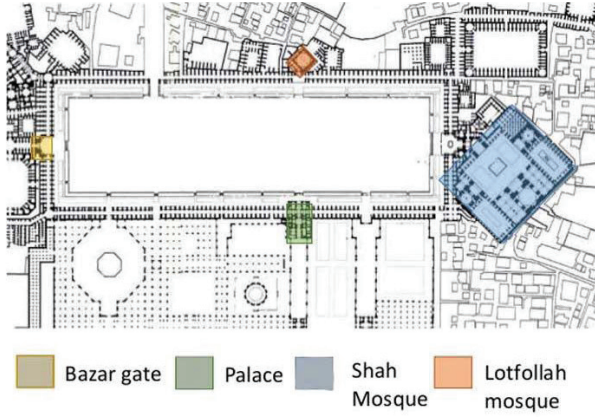 Bazar gate
Palace
Shah
Mosque
Lotfollah
mosque